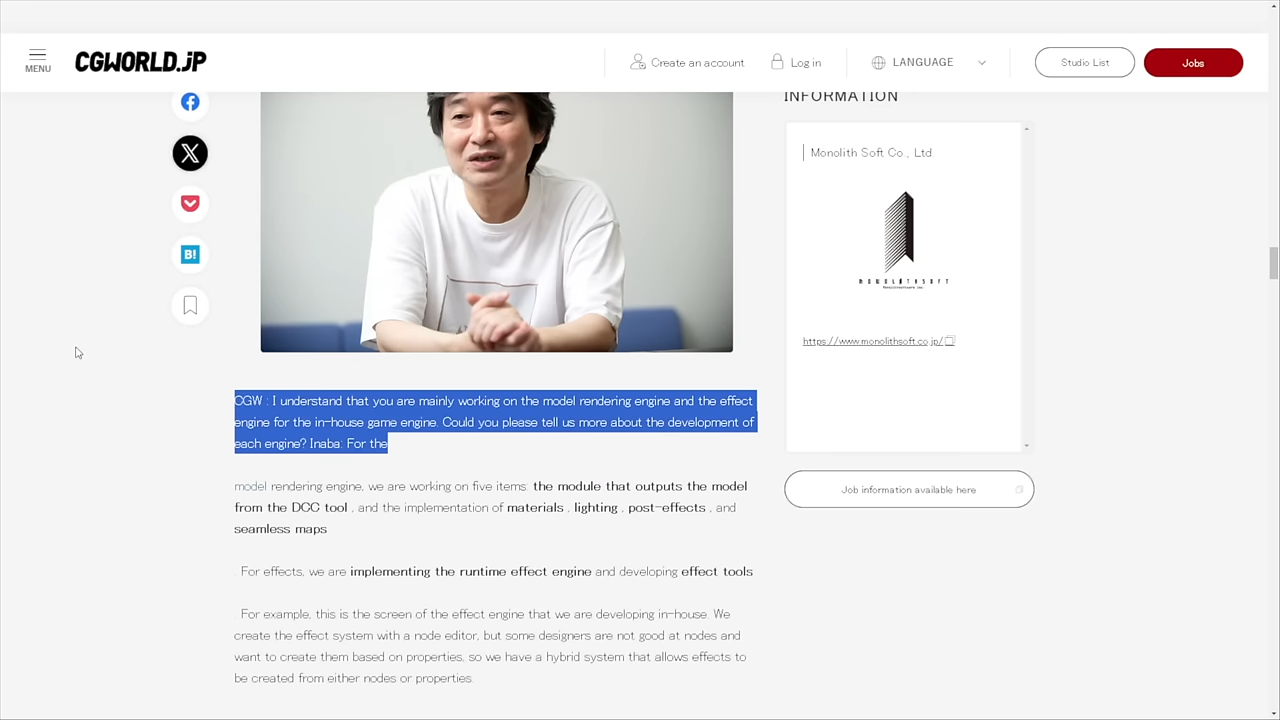 MENU
CGWORLD.JP
Create an account
Log in
LANGUAGE
Studio List
Jobs
INFORMATION
Monolith Soft Co., Ltd.
MONOLITHSOFT
https://www.monolithsoft.co.jp/
Job information available here
B!
CGW : I understand that you are mainly working on the model rendering engine and the effect
engine for the in-house game engine. Could you please tell us more about the development of
each engine? Inaba: For the
model rendering engine, we are working on five items: the module that outputs the model
from the DCC tool , and the implementation of materials , lighting , post-effects , and
seamless maps
. For effects, we are implementing the runtime effect engine and developing effect tools
. For example, this is the screen of the effect engine that we are developing in-house. We
create the effect system with a node editor, but some designers are not good at nodes and
want to create them based on properties, so we have a hybrid system that allows effects to
be created from either nodes or properties.